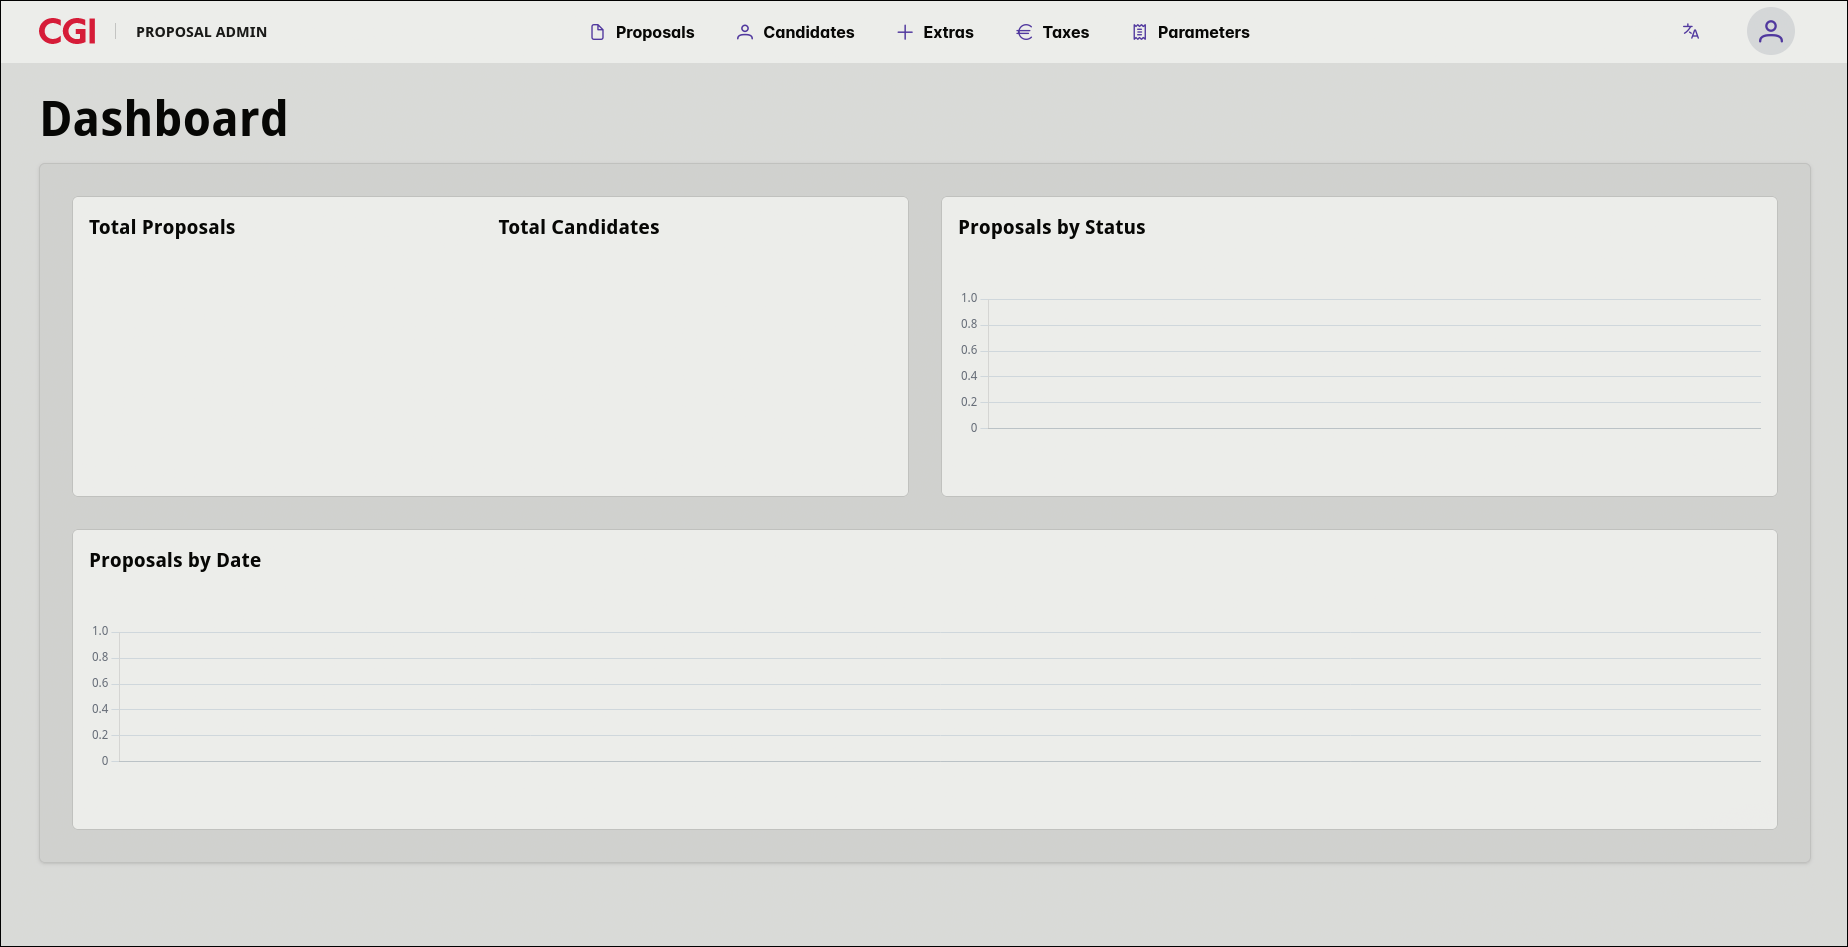 CGI PROPOSAL ADMIN Proposals Candidates Extras Taxes Parameters
Dashboard
Total Proposals
Total Candidates
Proposals by Status
1.0
0.8
0.6
0.4
0.2
0
Proposals by Date
1.0
0.8
0.6
0.4
0.2
0